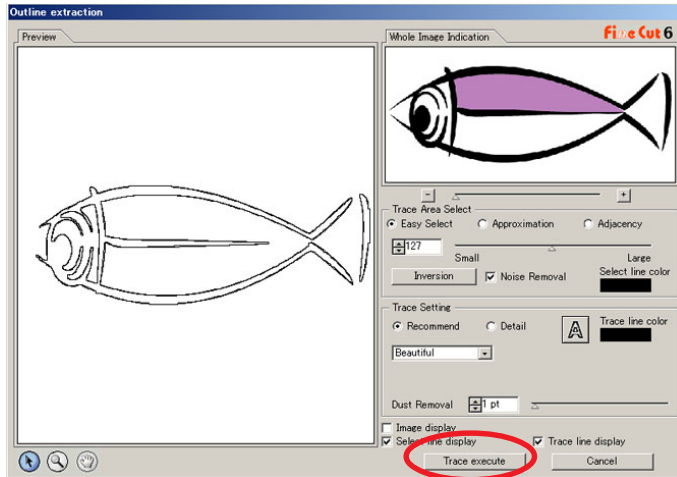 Outline extraction
Preview
Whole Image Indication
Fine Cut 6
-
+
Trace Area Select
Easy Select
Approximation
Adjacency
127
Small
Large
Inversion
Noise Removal
Select line color
Trace Setting
Recommend
Detail
A
Trace line color
Beautiful
Dust Removal
1 pt
Image display
Select line display
Trace line display
Trace execute
Cancel